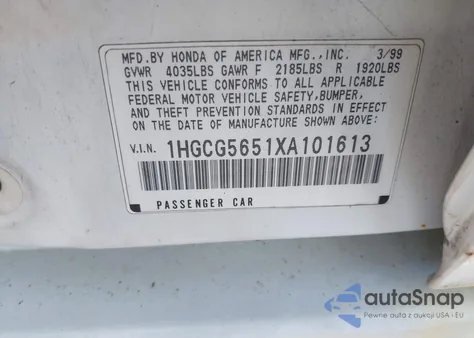 MFD.BY HONDA OF AMERICA MFG.,INC. 3/99
GVWR 4035LBS GAWR F 2185LBS R 1920LBS
THIS VEHICLE CONFORMS TO ALL APPLICABLE
FEDERAL MOTOR VEHICLE SAFETY,BUMPER,
AND THEFT PREVENTION STANDARDS IN EFFECT
ON THE DATE OF MANUFACTURE SHOWN ABOVE.
V.I.N. 1HGCG5651XA101613
PASSENGER CAR
autoSnap
Pewne auta z aukcji USA - EU